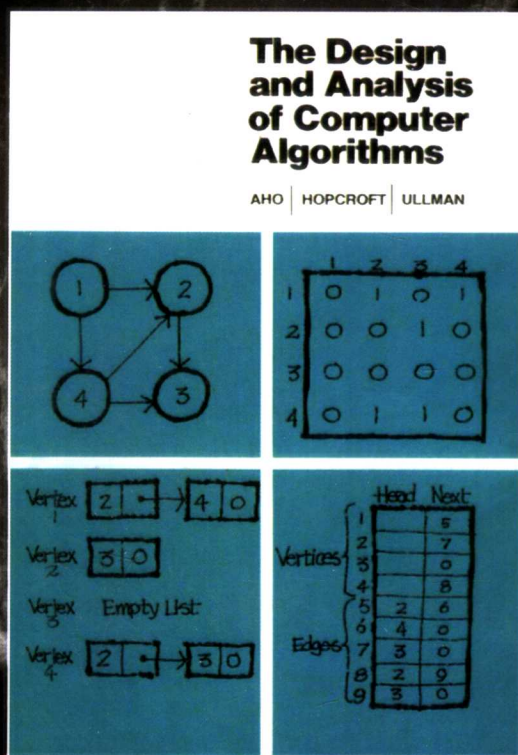 The Design
and Analysis
of Computer
Algorithms
AHO | HOPCROFT | ULLMAN
1 2
4 3
1 2 3 4
1 0 1 0 1
2 0 0 1 0
3 0 0 0 0
4 0 1 1 0
Vertex 1 2 4 0
Vertex 2 3 0
Vertex 3 Empty List
Vertex 4 2 3 0
Head Next
Vertices
1 5
2 7
3 0
4 8
Edges
5 2 6
6 4 0
7 3 0
8 2 9
9 3 0